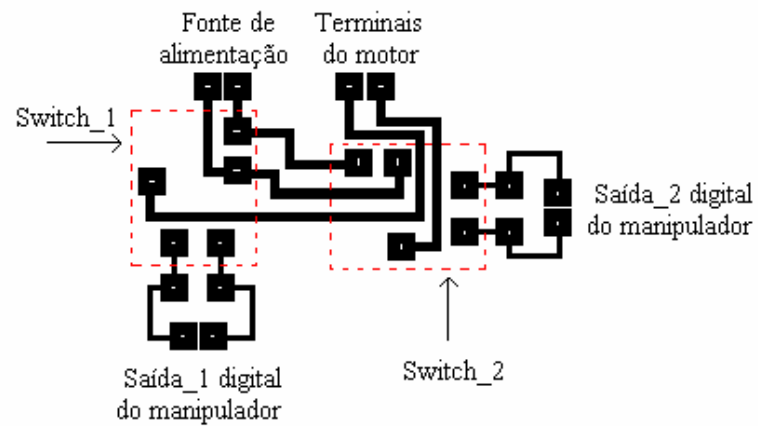 Fonte de
alimentação
Terminais
do motor
Switch_1
Saída_2 digital
do manipulador
Switch_2
Saída_1 digital
do manipulador